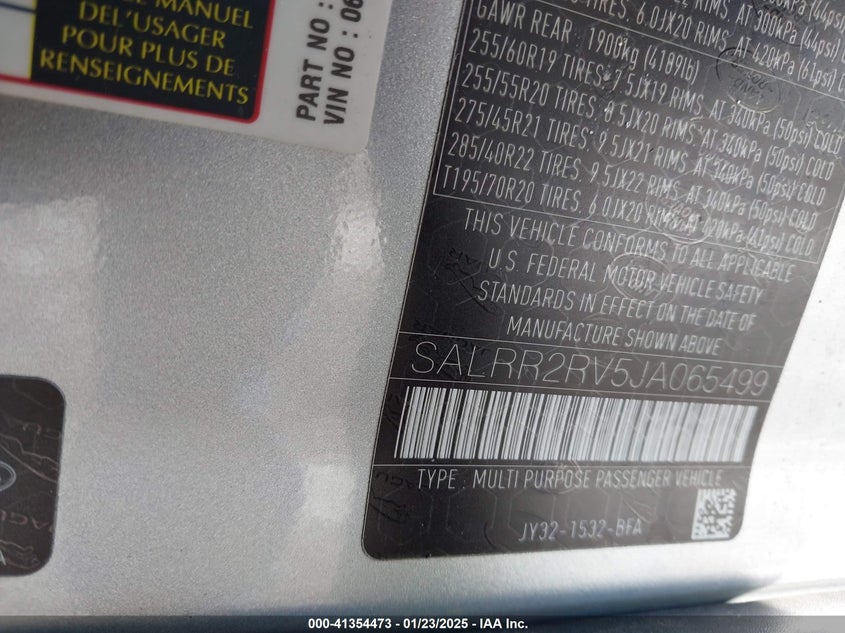 E MANUEL
DE L'USAGER
POUR PLUS DE
RENSEIGNEMENTS
PART NO :
VIN NO : 06
GAWR REAR : 1900kg (4189lb)
255/60R19 TIRES, 7.5JX19 RIMS, AT 340kPa (50psi) COLD
255/55R20 TIRES, 8.5JX20 RIMS, AT 340kPa (50psi) COLD
275/45R21 TIRES, 9.5JX21 RIMS, AT 340kPa (50psi) COLD
285/40R22 TIRES, 9.5JX22 RIMS, AT 340kPa (50psi) COLD
T195/70R20 TIRES, 6.0JX20 RIMS, AT 420kPa (61psi) COLD
THIS VEHICLE CONFORMS TO ALL APPLICABLE
U.S. FEDERAL MOTOR VEHICLE SAFETY
STANDARDS IN EFFECT ON THE DATE OF
MANUFACTURE SHOWN ABOVE
SALRR2RV5JA065499
TYPE : MULTI PURPOSE PASSENGER VEHICLE
JY32-1532-BFA
000-41354473 - 01/23/2025 - IAA Inc.